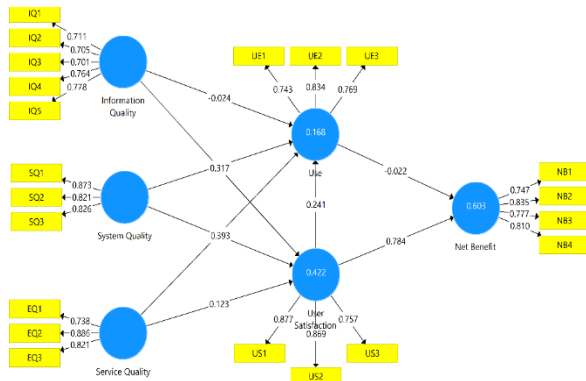 IQ1
IQ2
IQ3
IQ4
IQ5
0.711
0.705
0.701
0.764
0.778
Information
Quality
SQ1
SQ2
SQ3
0.873
0.821
0.826
System Quality
EQ1
EQ2
EQ3
0.738
0.886
0.821
Service Quality
UE1
UE2
UE3
0.743
0.834
0.769
-0.024
0.168
Use
0.317
0.241
0.393
0.123
0.422
User
Satisfaction
0.877
0.869
0.757
US1
US2
US3
-0.022
0.784
0.603
Net Benefit
0.747
0.835
0.777
0.810
NB1
NB2
NB3
NB4